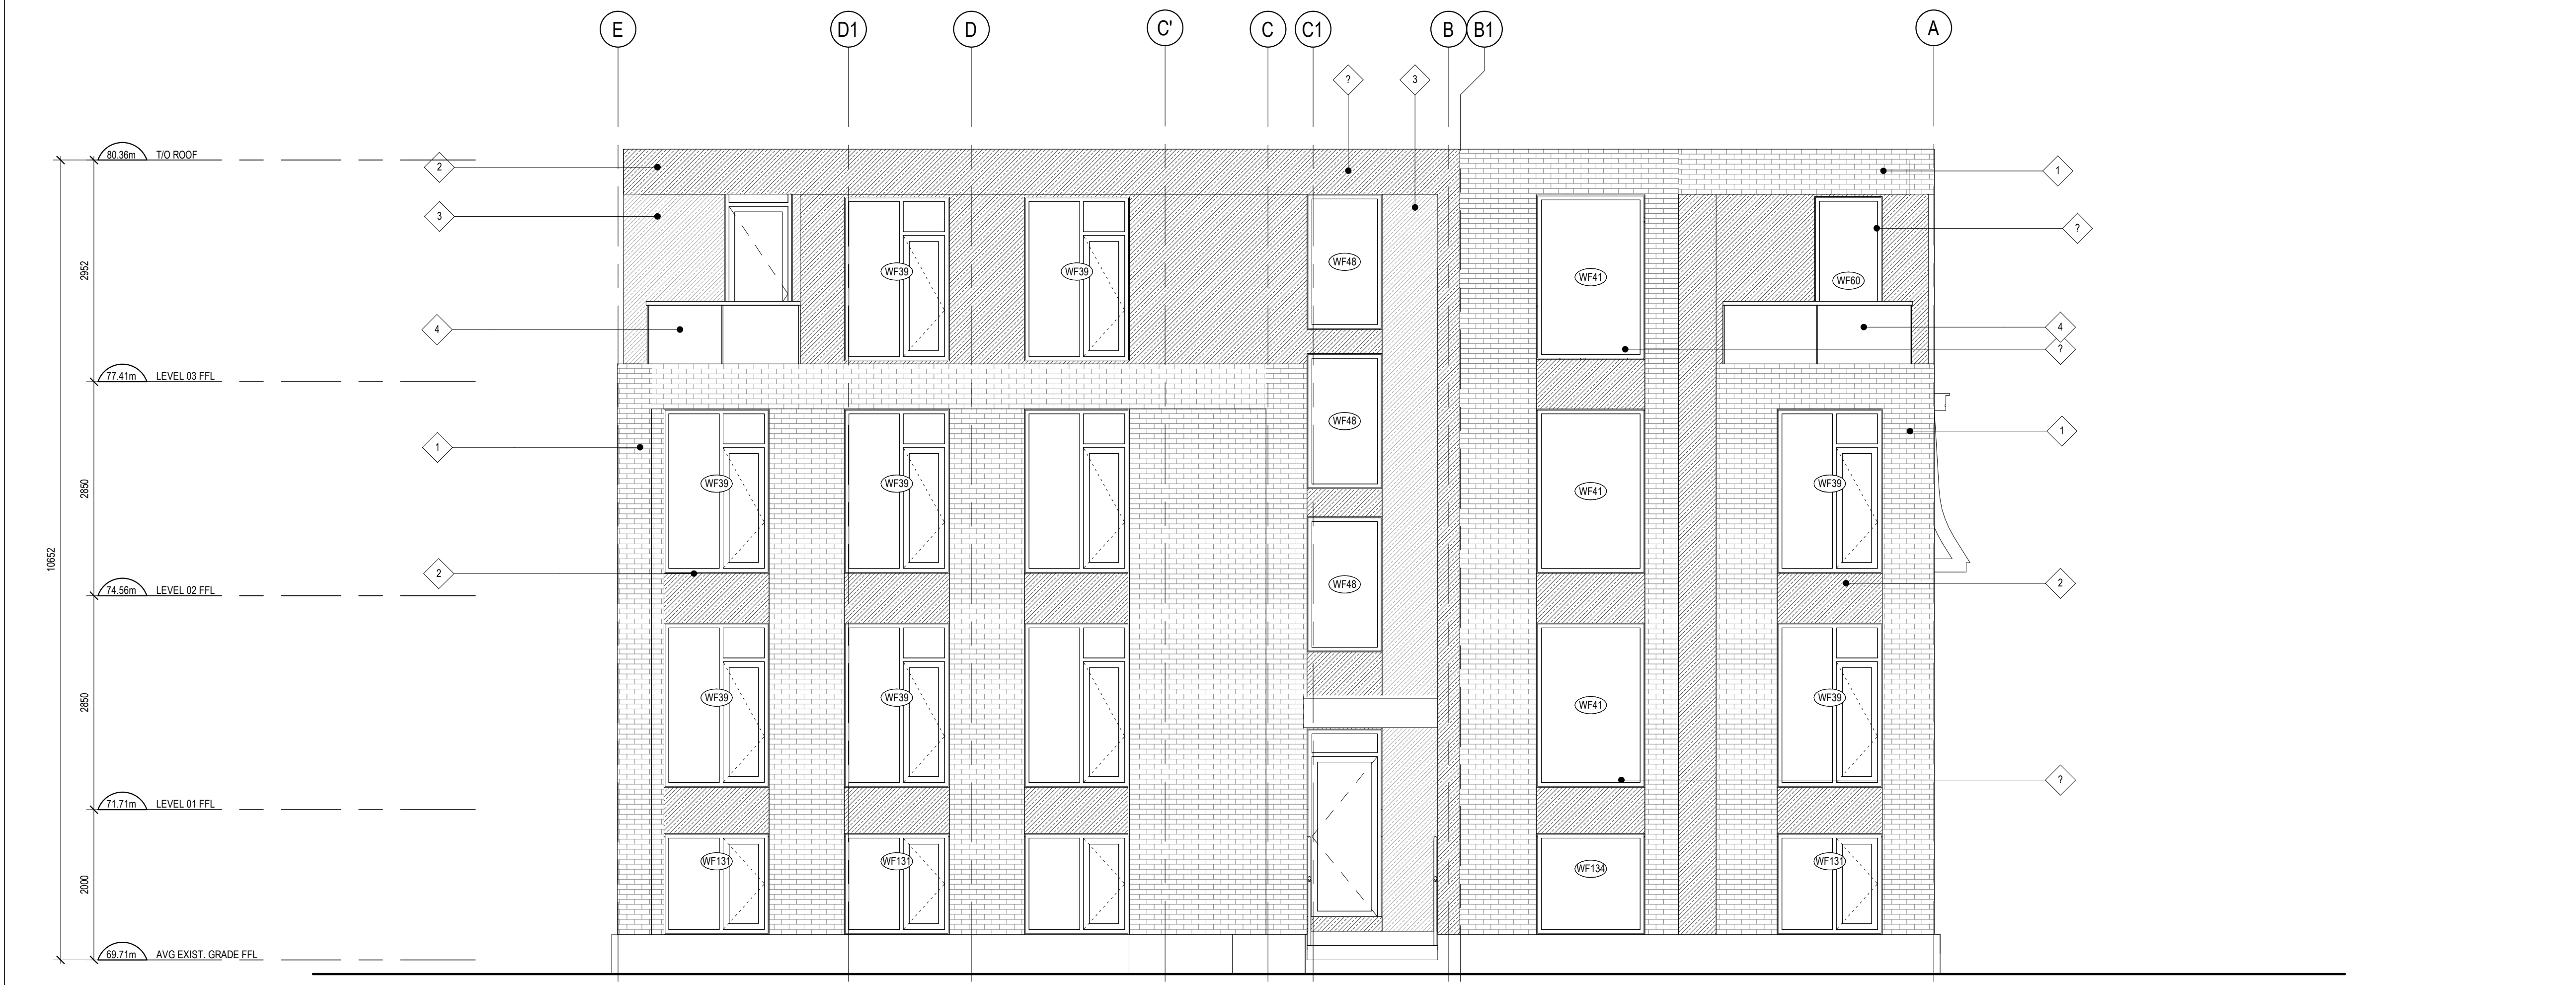 E D1 D C' C C1 B B1 A
? 3
80.36m T/O ROOF
2 1
3 ?
2952
WF39 WF39 WF48 WF41 WF60
4 4
?
77.41m LEVEL 03 FFL
WF48
1 1
2850
WF39 WF39 WF41 WF39
10652
2 WF48 2
74.56m LEVEL 02 FFL
2850
WF39 WF39 WF41 WF39
?
71.71m LEVEL 01 FFL
2000
WF131 WF131 WF134 WF131
69.71m AVG EXIST. GRADE FFL